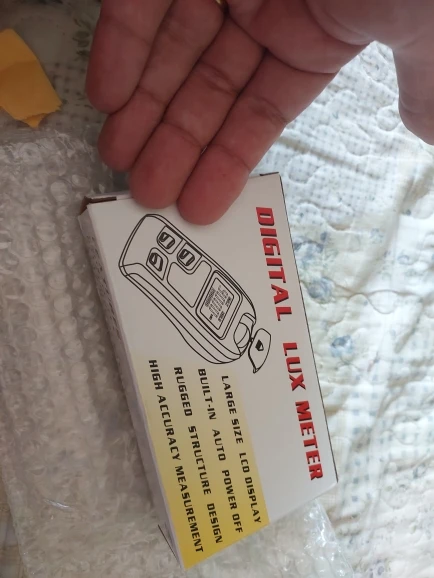 DIGITAL LUX METER
LARGE SIZE LCD DISPLAY
BUILT-IN AUTO POWER OFF
RUGGED STRUCTURE DESIGN
HIGH ACCURACY MEASUREMENT